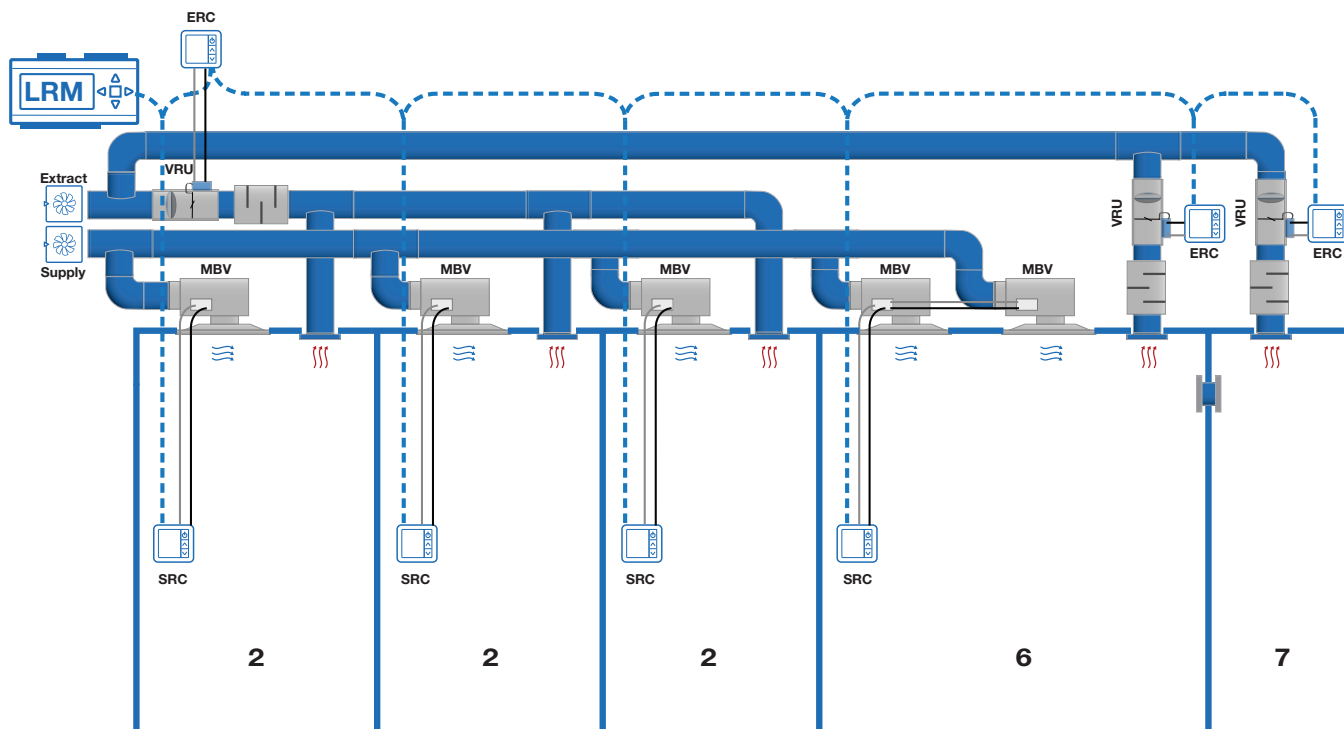 ERC
LRM
VRU
Extract
Supply
VRU
VRU
ERC
ERC
MBV
MBV
MBV
MBV
MBV
SRC
SRC
SRC
SRC
2
2
2
6
7